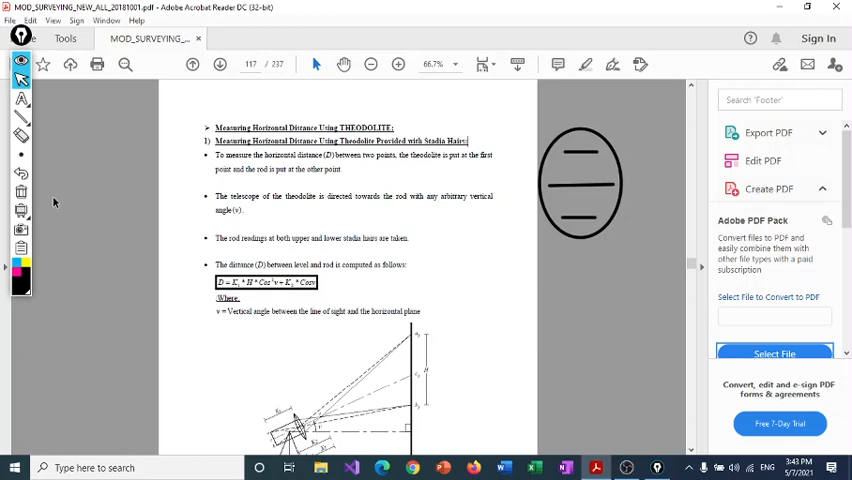 MOD_SURVEYING_NEW_ALL_20181001.pdf - Adobe Acrobat Reader DC (32-bit)
File Edit View Sign Window Help
Tools
MOD_SURVEYING_... ×
Sign In
117 / 237
66.7%
Search 'Footer'
Export PDF
Edit PDF
Create PDF
Adobe PDF Pack
Convert files to PDF and
easily combine them with
other file types with a paid
subscription
Select File to Convert to PDF
Select File
Convert, edit and e-sign PDF
forms & agreements
Free 7-Day Trial
➢ Measuring Horizontal Distance Using THEODOLITE:
1) Measuring Horizontal Distance Using Theodolite Provided with Stadia Hairs:
• To measure the horizontal distance (D) between two points, the theodolite is put at the first
point and the rod is put at the other point
• The telescope of the theodolite is directed towards the rod with any arbitrary vertical
angle (v).
• The rod readings at both upper and lower stadia hairs are taken.
• The distance (D) between level and rod is computed as follows:
D = K₁ * H * Cos²v + K₂ * Cosv
Where:
v = Vertical angle between the line of sight and the horizontal plane
H
Type here to search
ENG
3:43 PM
5/7/2021